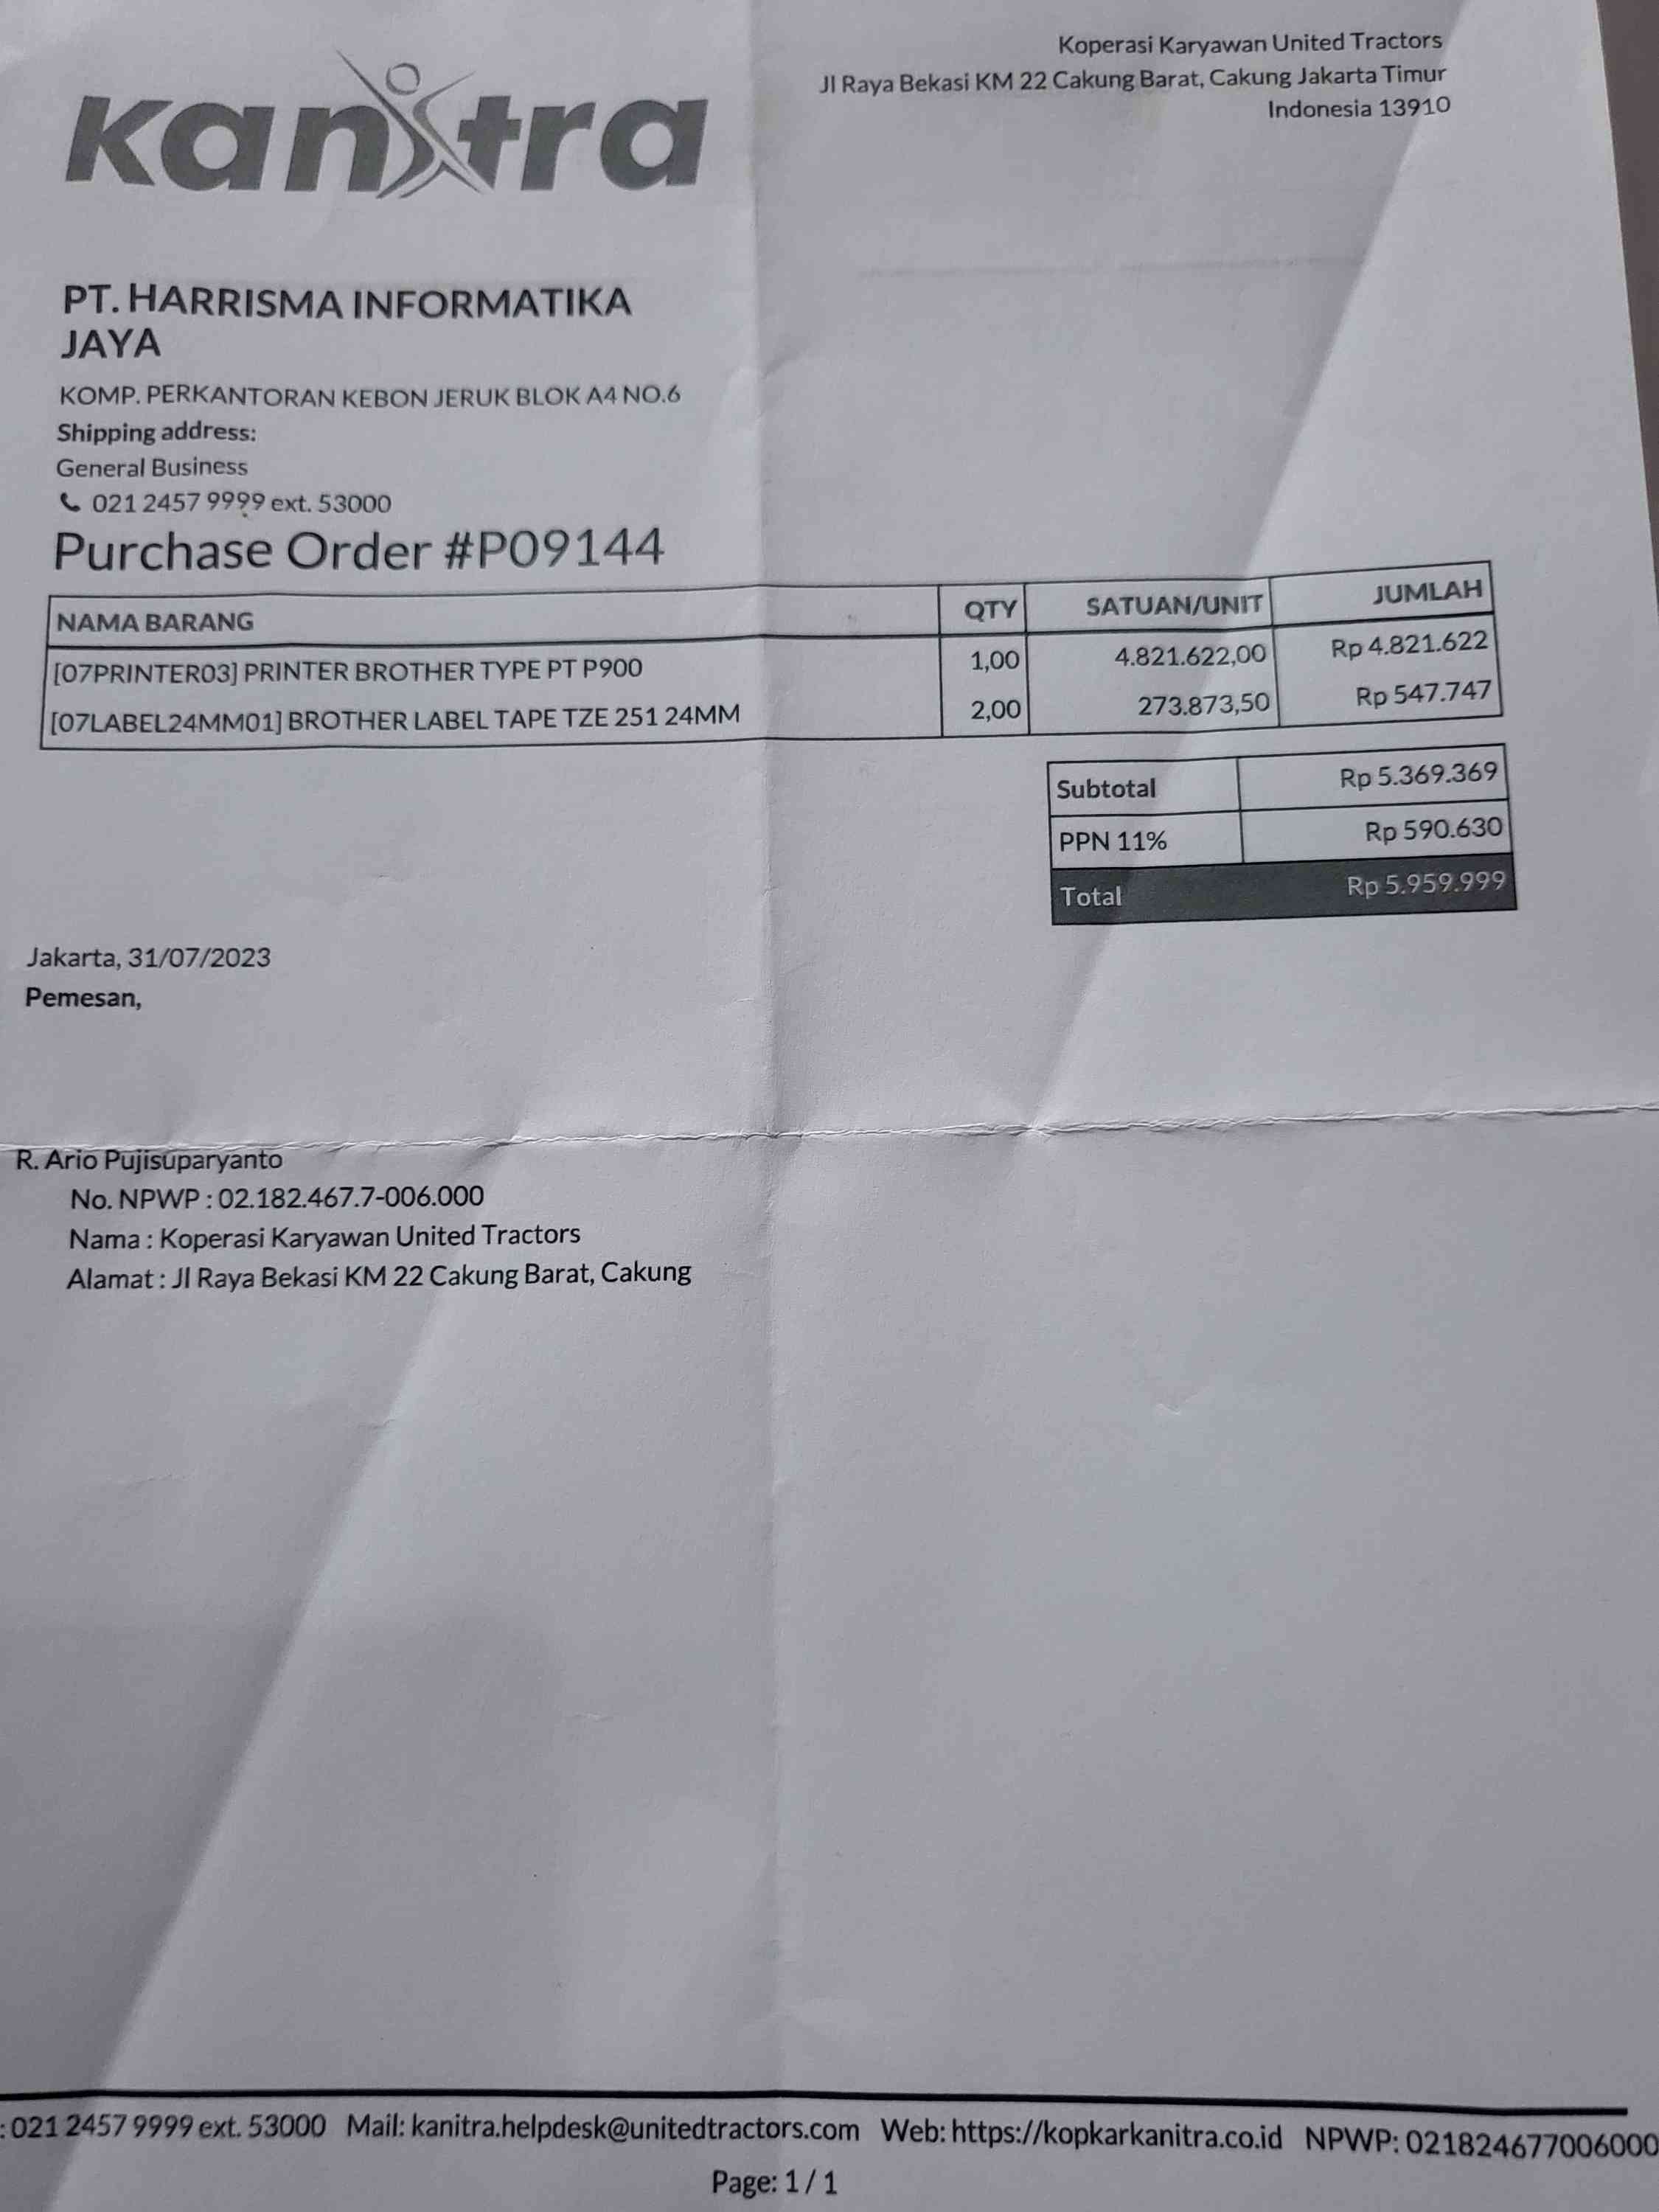 kanitra
Koperasi Karyawan United Tractors
Jl Raya Bekasi KM 22 Cakung Barat, Cakung Jakarta Timur
Indonesia 13910
PT. HARRISMA INFORMATIKA
JAYA
KOMP. PERKANTORAN KEBON JERUK BLOK A4 NO.6
Shipping address:
General Business
021 2457 9999 ext. 53000
Purchase Order #P09144
NAMA BARANG QTY SATUAN/UNIT JUMLAH
[07PRINTER03] PRINTER BROTHER TYPE PT P900 1,00 4.821.622,00 Rp 4.821.622
[07LABEL24MM01] BROTHER LABEL TAPE TZE 251 24MM 2,00 273.873,50 Rp 547.747
Subtotal Rp 5.369.369
PPN 11% Rp 590.630
Total Rp 5.959.999
Jakarta, 31/07/2023
Pemesan,
R. Ario Pujisuparyanto
No. NPWP : 02.182.467.7-006.000
Nama : Koperasi Karyawan United Tractors
Alamat : Jl Raya Bekasi KM 22 Cakung Barat, Cakung
: 021 2457 9999 ext. 53000 Mail: kanitra.helpdesk@unitedtractors.com Web: https://kopkarkanitra.co.id NPWP: 021824677006000
Page: 1 / 1